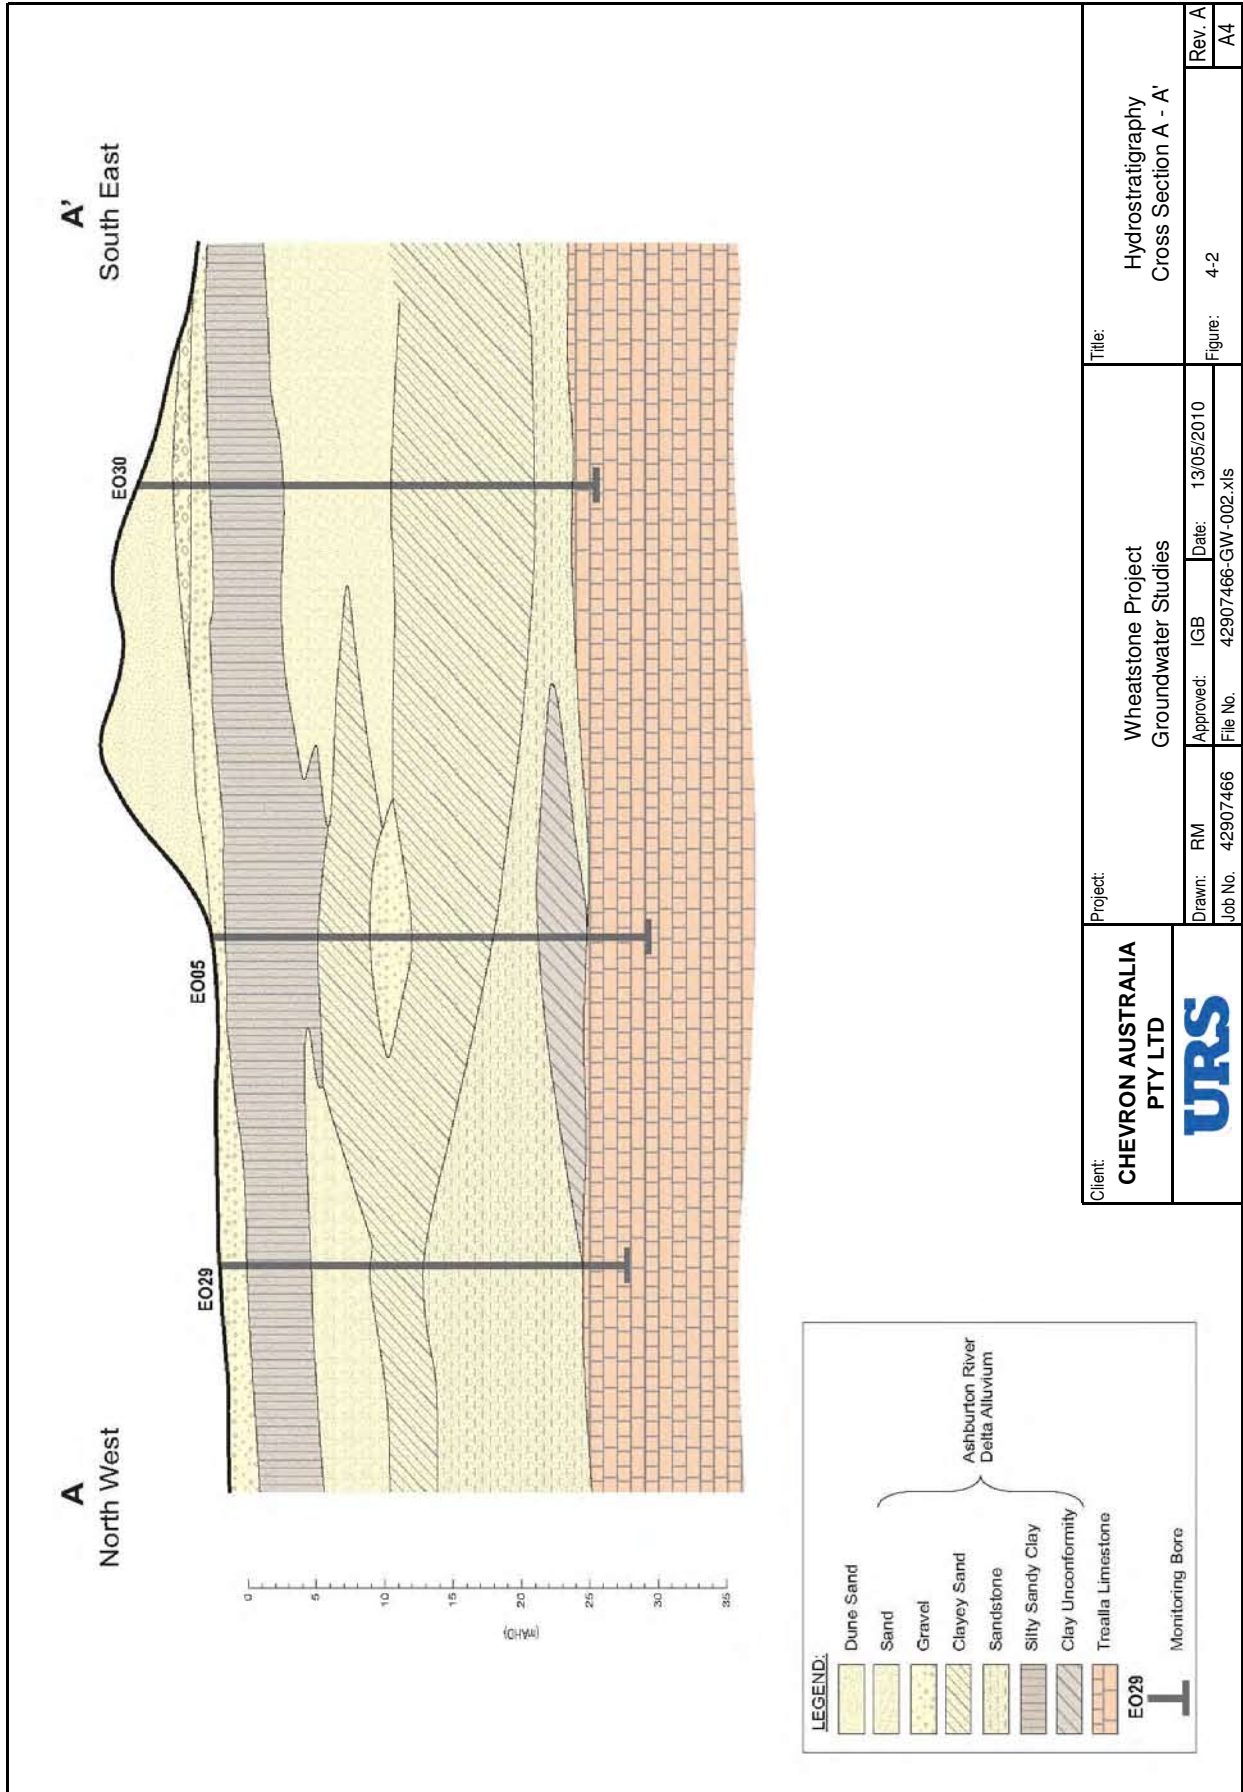 A
North West
A'
South East
EO29
EO05
EO30
0
5
10
15
20
25
30
35
(mAHD)
LEGEND:
Dune Sand
Sand
Gravel
Clayey Sand
Sandstone
Silty Sandy Clay
Clay Unconformity
Trealla Limestone
Ashburton River
Delta Alluvium
EO29
Monitoring Bore
Client:
CHEVRON AUSTRALIA
PTY LTD
URS
Project:
Wheatstone Project
Groundwater Studies
Title:
Hydrostratigraphy
Cross Section A - A'
Drawn: RM Approved: IGB Date: 13/05/2010
Job No. 42907466 File No. 42907466-GW-002.xls
Figure: 4-2
Rev. A
A4